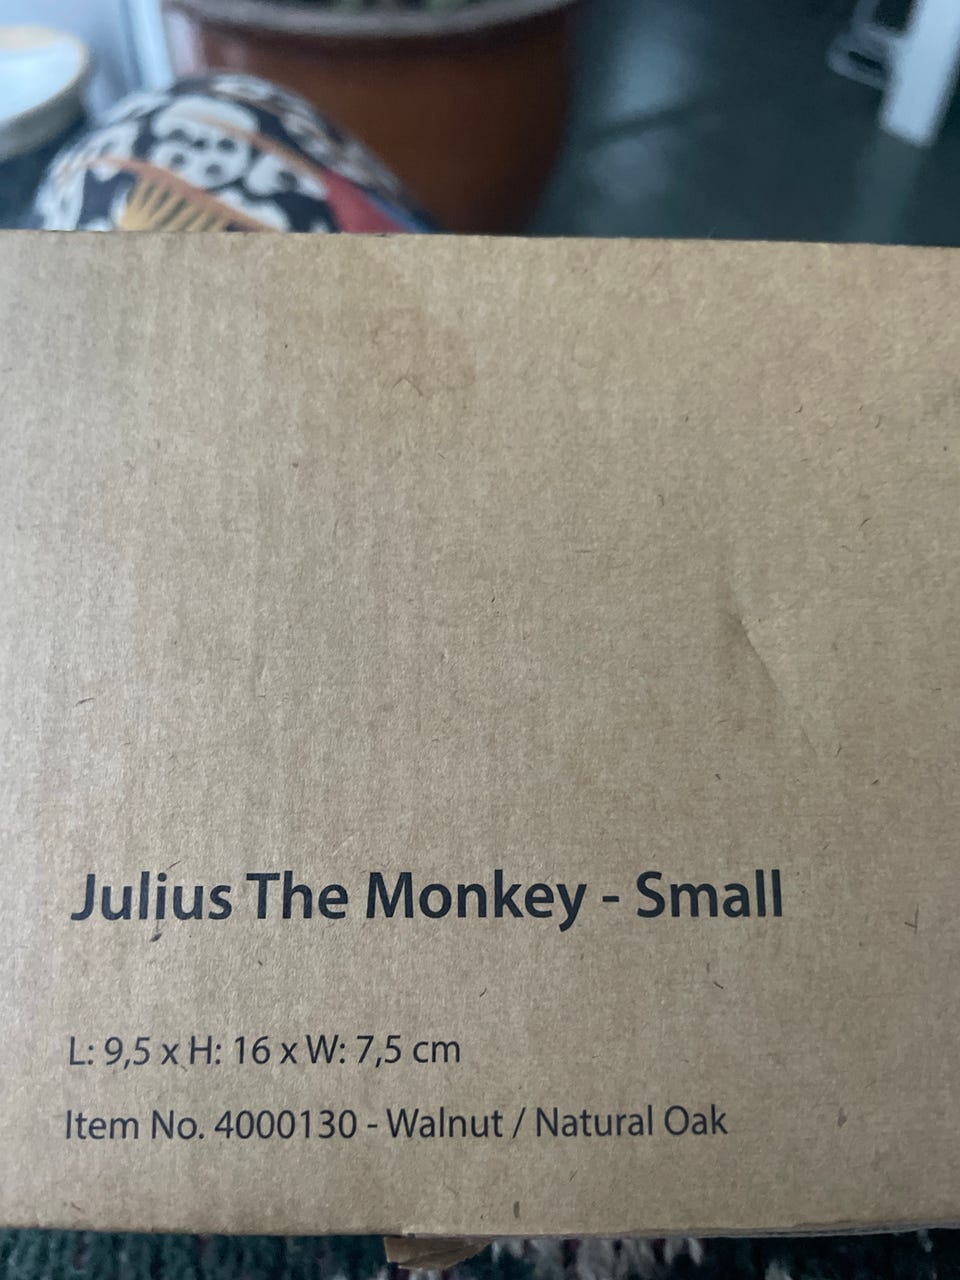 Julius The Monkey - Small
L: 9,5 x H: 16 x W: 7,5 cm
Item No. 4000130 - Walnut / Natural Oak